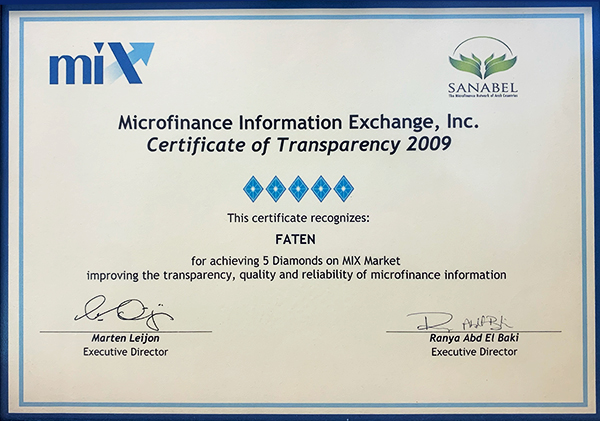 mix
SANABEL
The Microfinance Network of Arab Countries
Microfinance Information Exchange, Inc.
Certificate of Transparency 2009
This certificate recognizes:
FATEN
for achieving 5 Diamonds on MIX Market
improving the transparency, quality and reliability of microfinance information
Marten Leijon
Executive Director
Ranya Abd El Baki
Executive Director